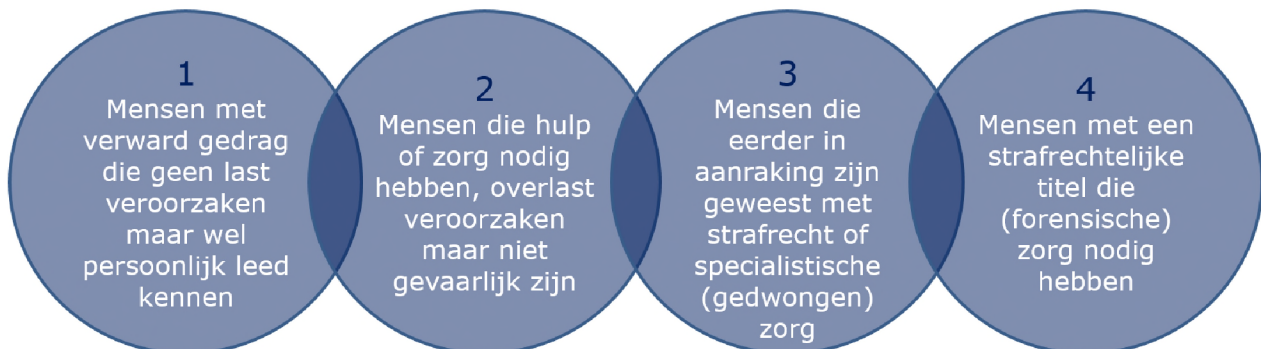 1
Mensen met
verward gedrag
die geen last
veroorzaken
maar wel
persoonlijk leed
kennen
2
Mensen die hulp
of zorg nodig
hebben, overlast
veroorzaken
maar niet
gevaarlijk zijn
3
Mensen die
eerder in
aanraking zijn
geweest met
strafrecht of
specialistische
(gedwongen)
zorg
4
Mensen met een
strafrechtelijke
titel die
(forensische)
zorg nodig
hebben